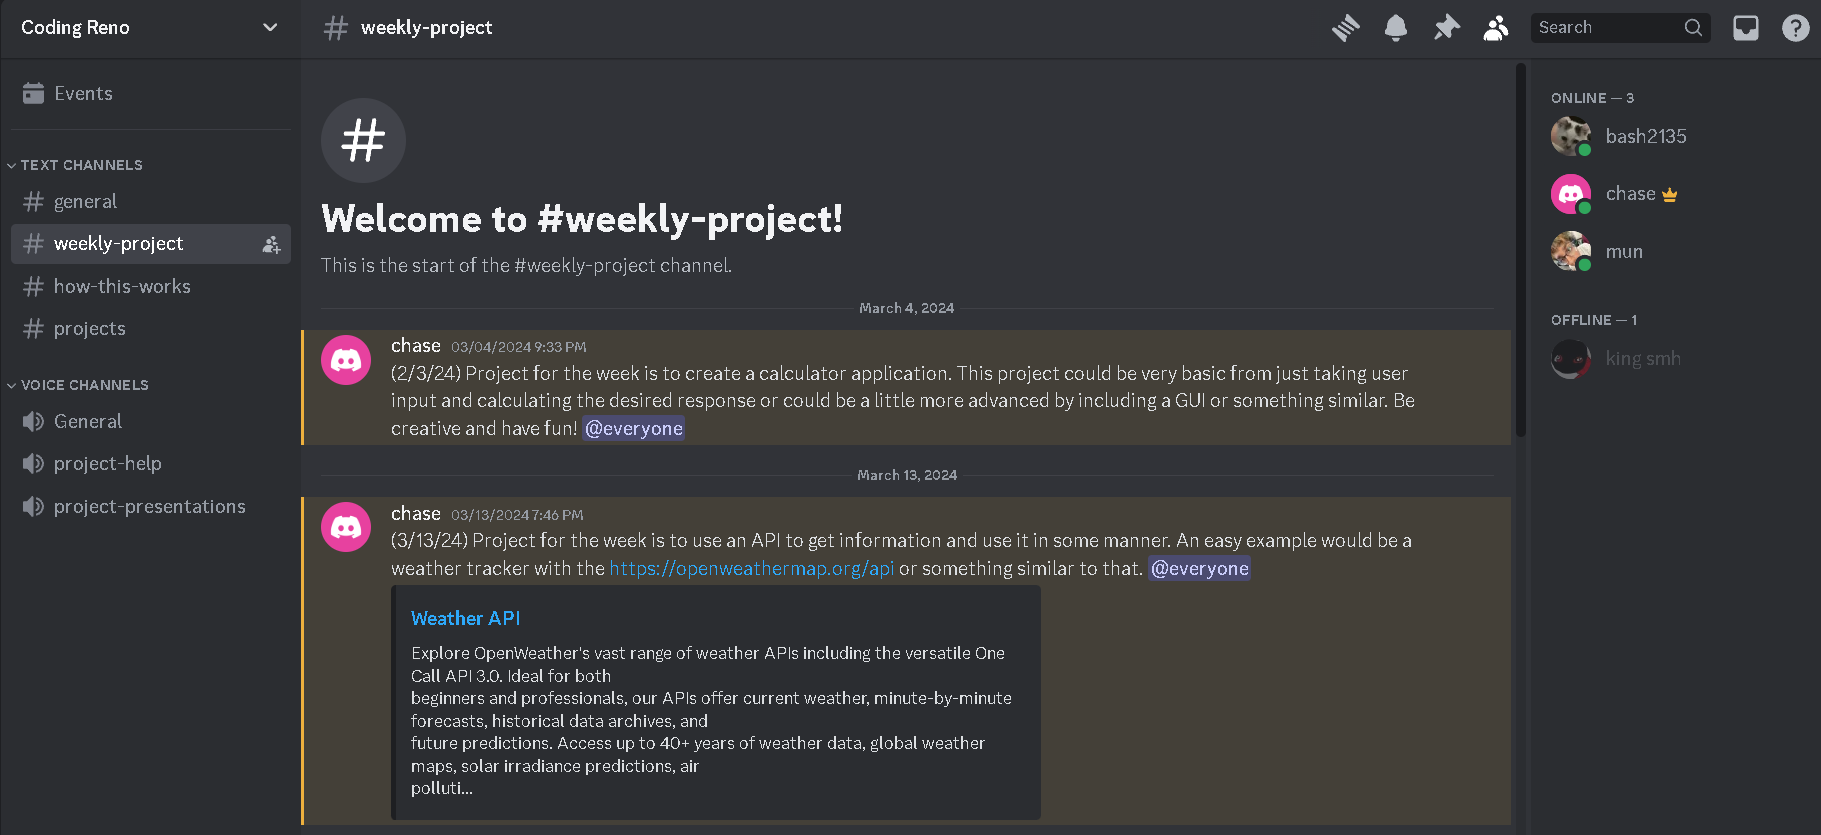 Coding Reno
Events
TEXT CHANNELS
general
weekly-project
how-this-works
projects
VOICE CHANNELS
General
project-help
project-presentations
weekly-project
Search
Welcome to #weekly-project!
This is the start of the #weekly-project channel.
March 4, 2024
chase 03/04/2024 9:33 PM
(2/3/24) Project for the week is to create a calculator application. This project could be very basic from just taking user
input and calculating the desired response or could be a little more advanced by including a GUI or something similar. Be
creative and have fun! @everyone
March 13, 2024
chase 03/13/2024 7:46 PM
(3/13/24) Project for the week is to use an API to get information and use it in some manner. An easy example would be a
weather tracker with the https://openweathermap.org/api or something similar to that. @everyone
Weather API
Explore OpenWeather's vast range of weather APIs including the versatile One
Call API 3.0. Ideal for both
beginners and professionals, our APIs offer current weather, minute-by-minute
forecasts, historical data archives, and
future predictions. Access up to 40+ years of weather data, global weather
maps, solar irradiance predictions, air
polluti...
ONLINE — 3
bash2135
chase
mun
OFFLINE — 1
king smh